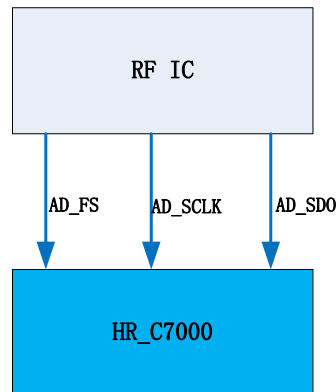 RF IC
AD_FS
AD_SCLK
AD_SDO
HR_C7000